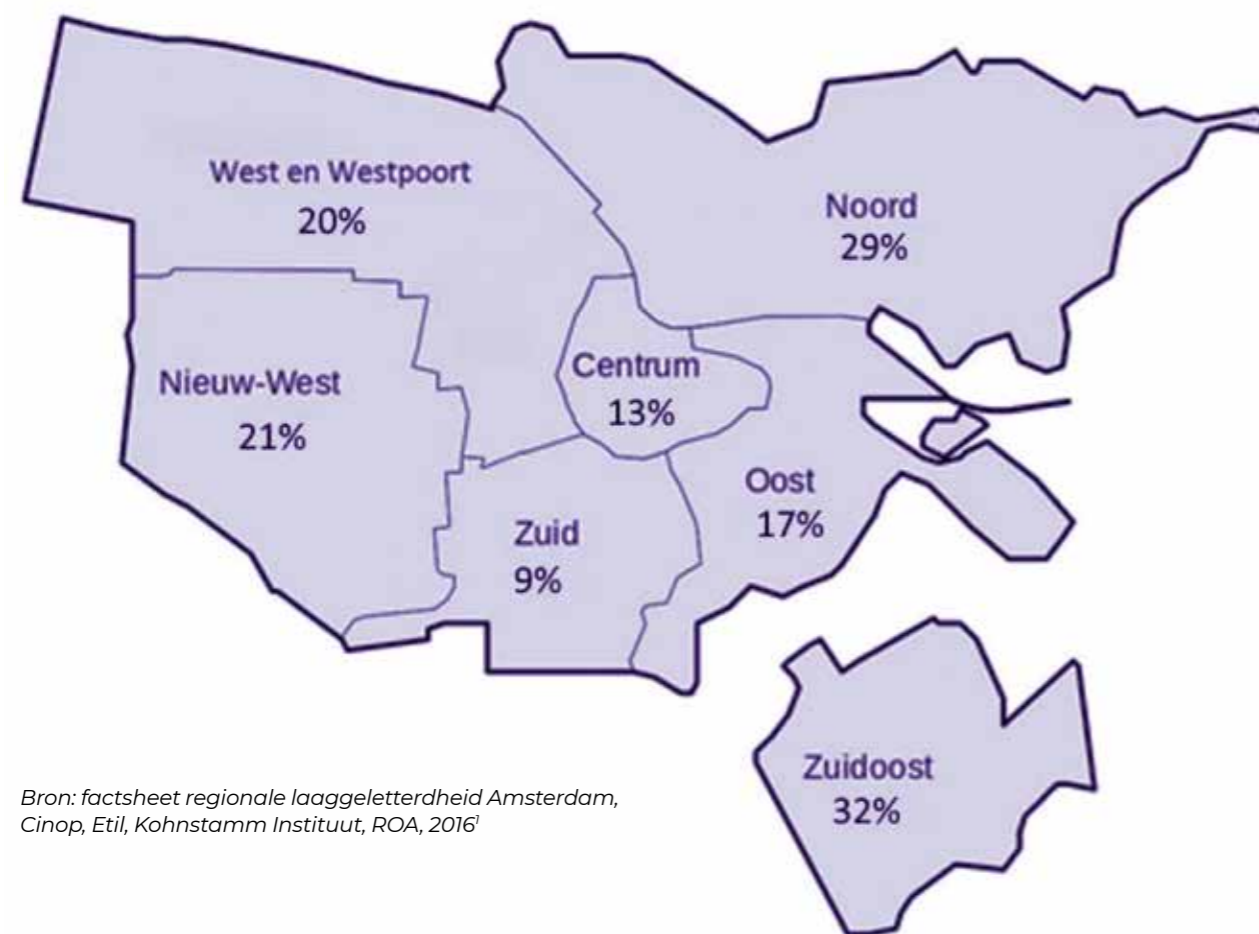 West en Westpoort
20%
Noord
29%
Centrum
13%
Nieuw-West
21%
Oost
17%
Zuid
9%
Zuidoost
32%
Bron: factsheet regionale laaggeletterdheid Amsterdam,
Cinop, Etil, Kohnstamm Instituut, ROA, 2016¹